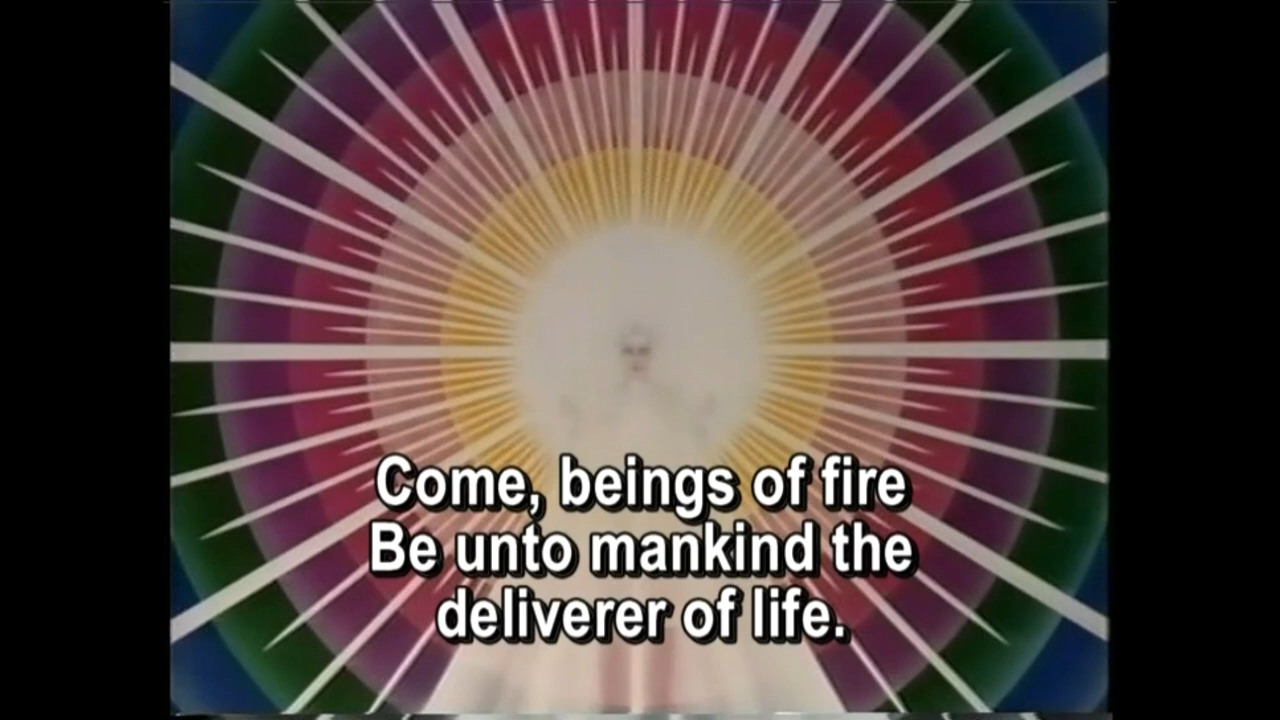 Come, beings of fire
Be unto mankind the
deliverer of life.